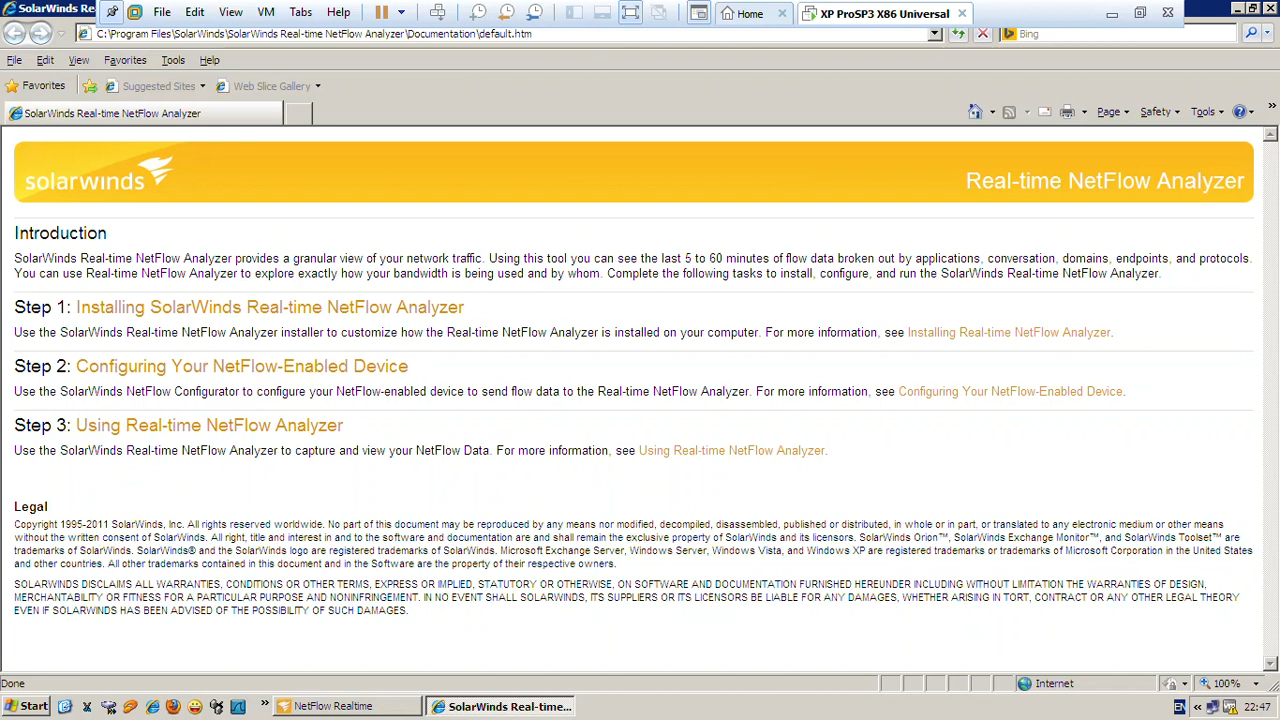 SolarWinds Re
File Edit View VM Tabs Help
Home
XP ProSP3 X86 Universal
C:\Program Files\SolarWinds\SolarWinds Real-time NetFlow Analyzer\Documentation\default.htm
Bing
File Edit View Favorites Tools Help
Favorites Suggested Sites Web Slice Gallery
SolarWinds Real-time NetFlow Analyzer
Page Safety Tools
solarwinds
Real-time NetFlow Analyzer
Introduction
SolarWinds Real-time NetFlow Analyzer provides a granular view of your network traffic. Using this tool you can see the last 5 to 60 minutes of flow data broken out by applications, conversation, domains, endpoints, and protocols.
You can use Real-time NetFlow Analyzer to explore exactly how your bandwidth is being used and by whom. Complete the following tasks to install, configure, and run the SolarWinds Real-time NetFlow Analyzer.
Step 1: Installing SolarWinds Real-time NetFlow Analyzer
Use the SolarWinds Real-time NetFlow Analyzer installer to customize how the Real-time NetFlow Analyzer is installed on your computer. For more information, see Installing Real-time NetFlow Analyzer.
Step 2: Configuring Your NetFlow-Enabled Device
Use the SolarWinds NetFlow Configurator to configure your NetFlow-enabled device to send flow data to the Real-time NetFlow Analyzer. For more information, see Configuring Your NetFlow-Enabled Device.
Step 3: Using Real-time NetFlow Analyzer
Use the SolarWinds Real-time NetFlow Analyzer to capture and view your NetFlow Data. For more information, see Using Real-time NetFlow Analyzer.
Legal
Copyright 1995-2011 SolarWinds, Inc. All rights reserved worldwide. No part of this document may be reproduced by any means nor modified, decompiled, disassembled, published or distributed, in whole or in part, or translated to any electronic medium or other means
without the written consent of SolarWinds. All right, title and interest in and to the software and documentation are and shall remain the exclusive property of SolarWinds and its licensors. SolarWinds Orion™, SolarWinds Exchange Monitor™, and SolarWinds Toolset™ are
trademarks of SolarWinds. SolarWinds® and the SolarWinds logo are registered trademarks of SolarWinds. Microsoft Exchange Server, Windows Server, Windows Vista, and Windows XP are registered trademarks or trademarks of Microsoft Corporation in the United States
and other countries. All other trademarks contained in this document and in the Software are the property of their respective owners.
SOLARWINDS DISCLAIMS ALL WARRANTIES, CONDITIONS OR OTHER TERMS, EXPRESS OR IMPLIED, STATUTORY OR OTHERWISE, ON SOFTWARE AND DOCUMENTATION FURNISHED HEREUNDER INCLUDING WITHOUT LIMITATION THE WARRANTIES OF DESIGN,
MERCHANTABILITY OR FITNESS FOR A PARTICULAR PURPOSE AND NONINFRINGEMENT. IN NO EVENT SHALL SOLARWINDS, ITS SUPPLIERS OR ITS LICENSORS BE LIABLE FOR ANY DAMAGES, WHETHER ARISING IN TORT, CONTRACT OR ANY OTHER LEGAL THEORY
EVEN IF SOLARWINDS HAS BEEN ADVISED OF THE POSSIBILITY OF SUCH DAMAGES.
Done
Internet
100%
Start
NetFlow Realtime
SolarWinds Real-time...
EN
22:47